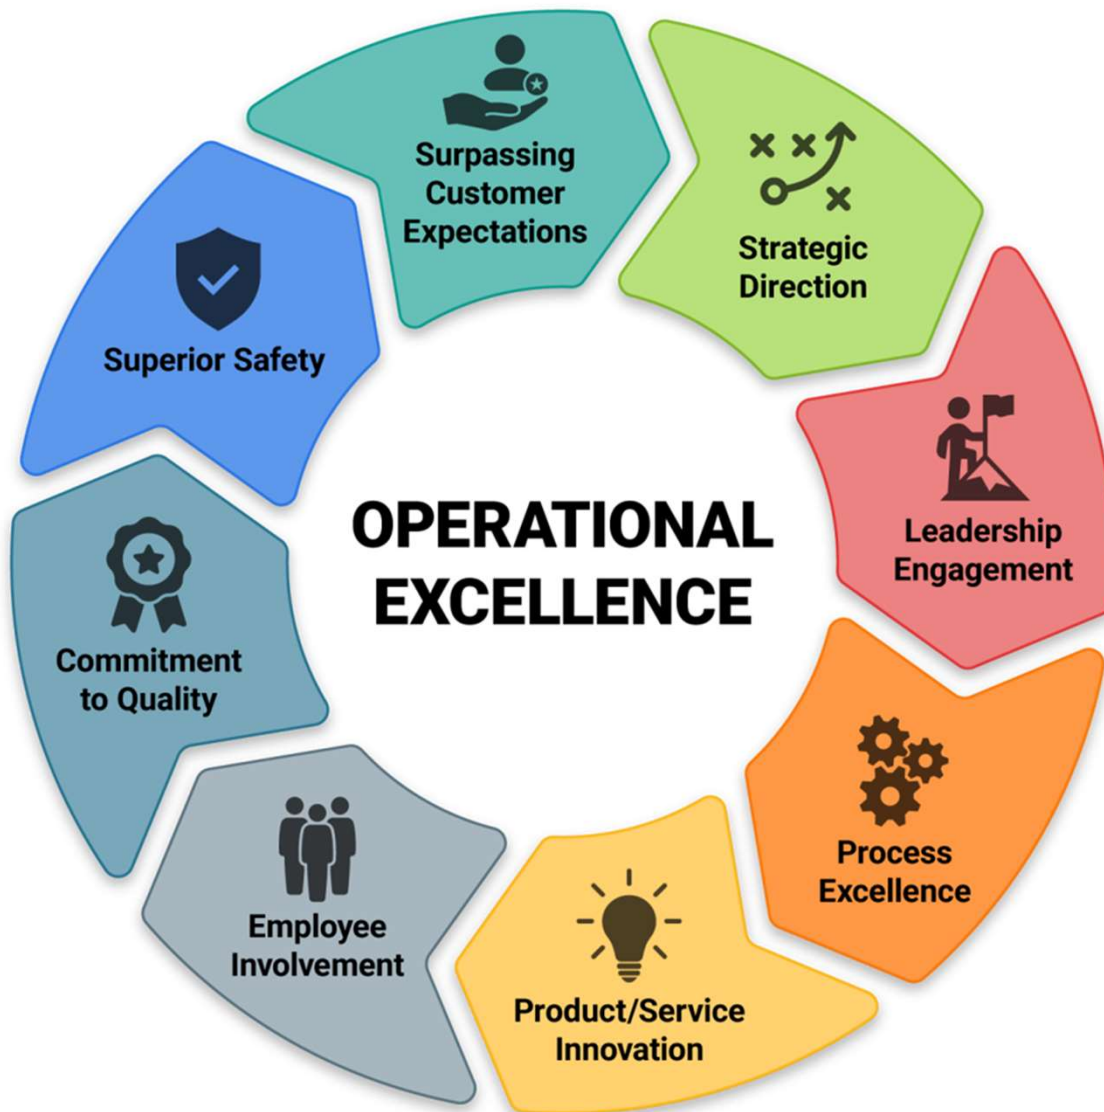 OPERATIONAL
EXCELLENCE
Surpassing
Customer
Expectations
Strategic
Direction
Leadership
Engagement
Process
Excellence
Product/Service
Innovation
Employee
Involvement
Commitment
to Quality
Superior Safety